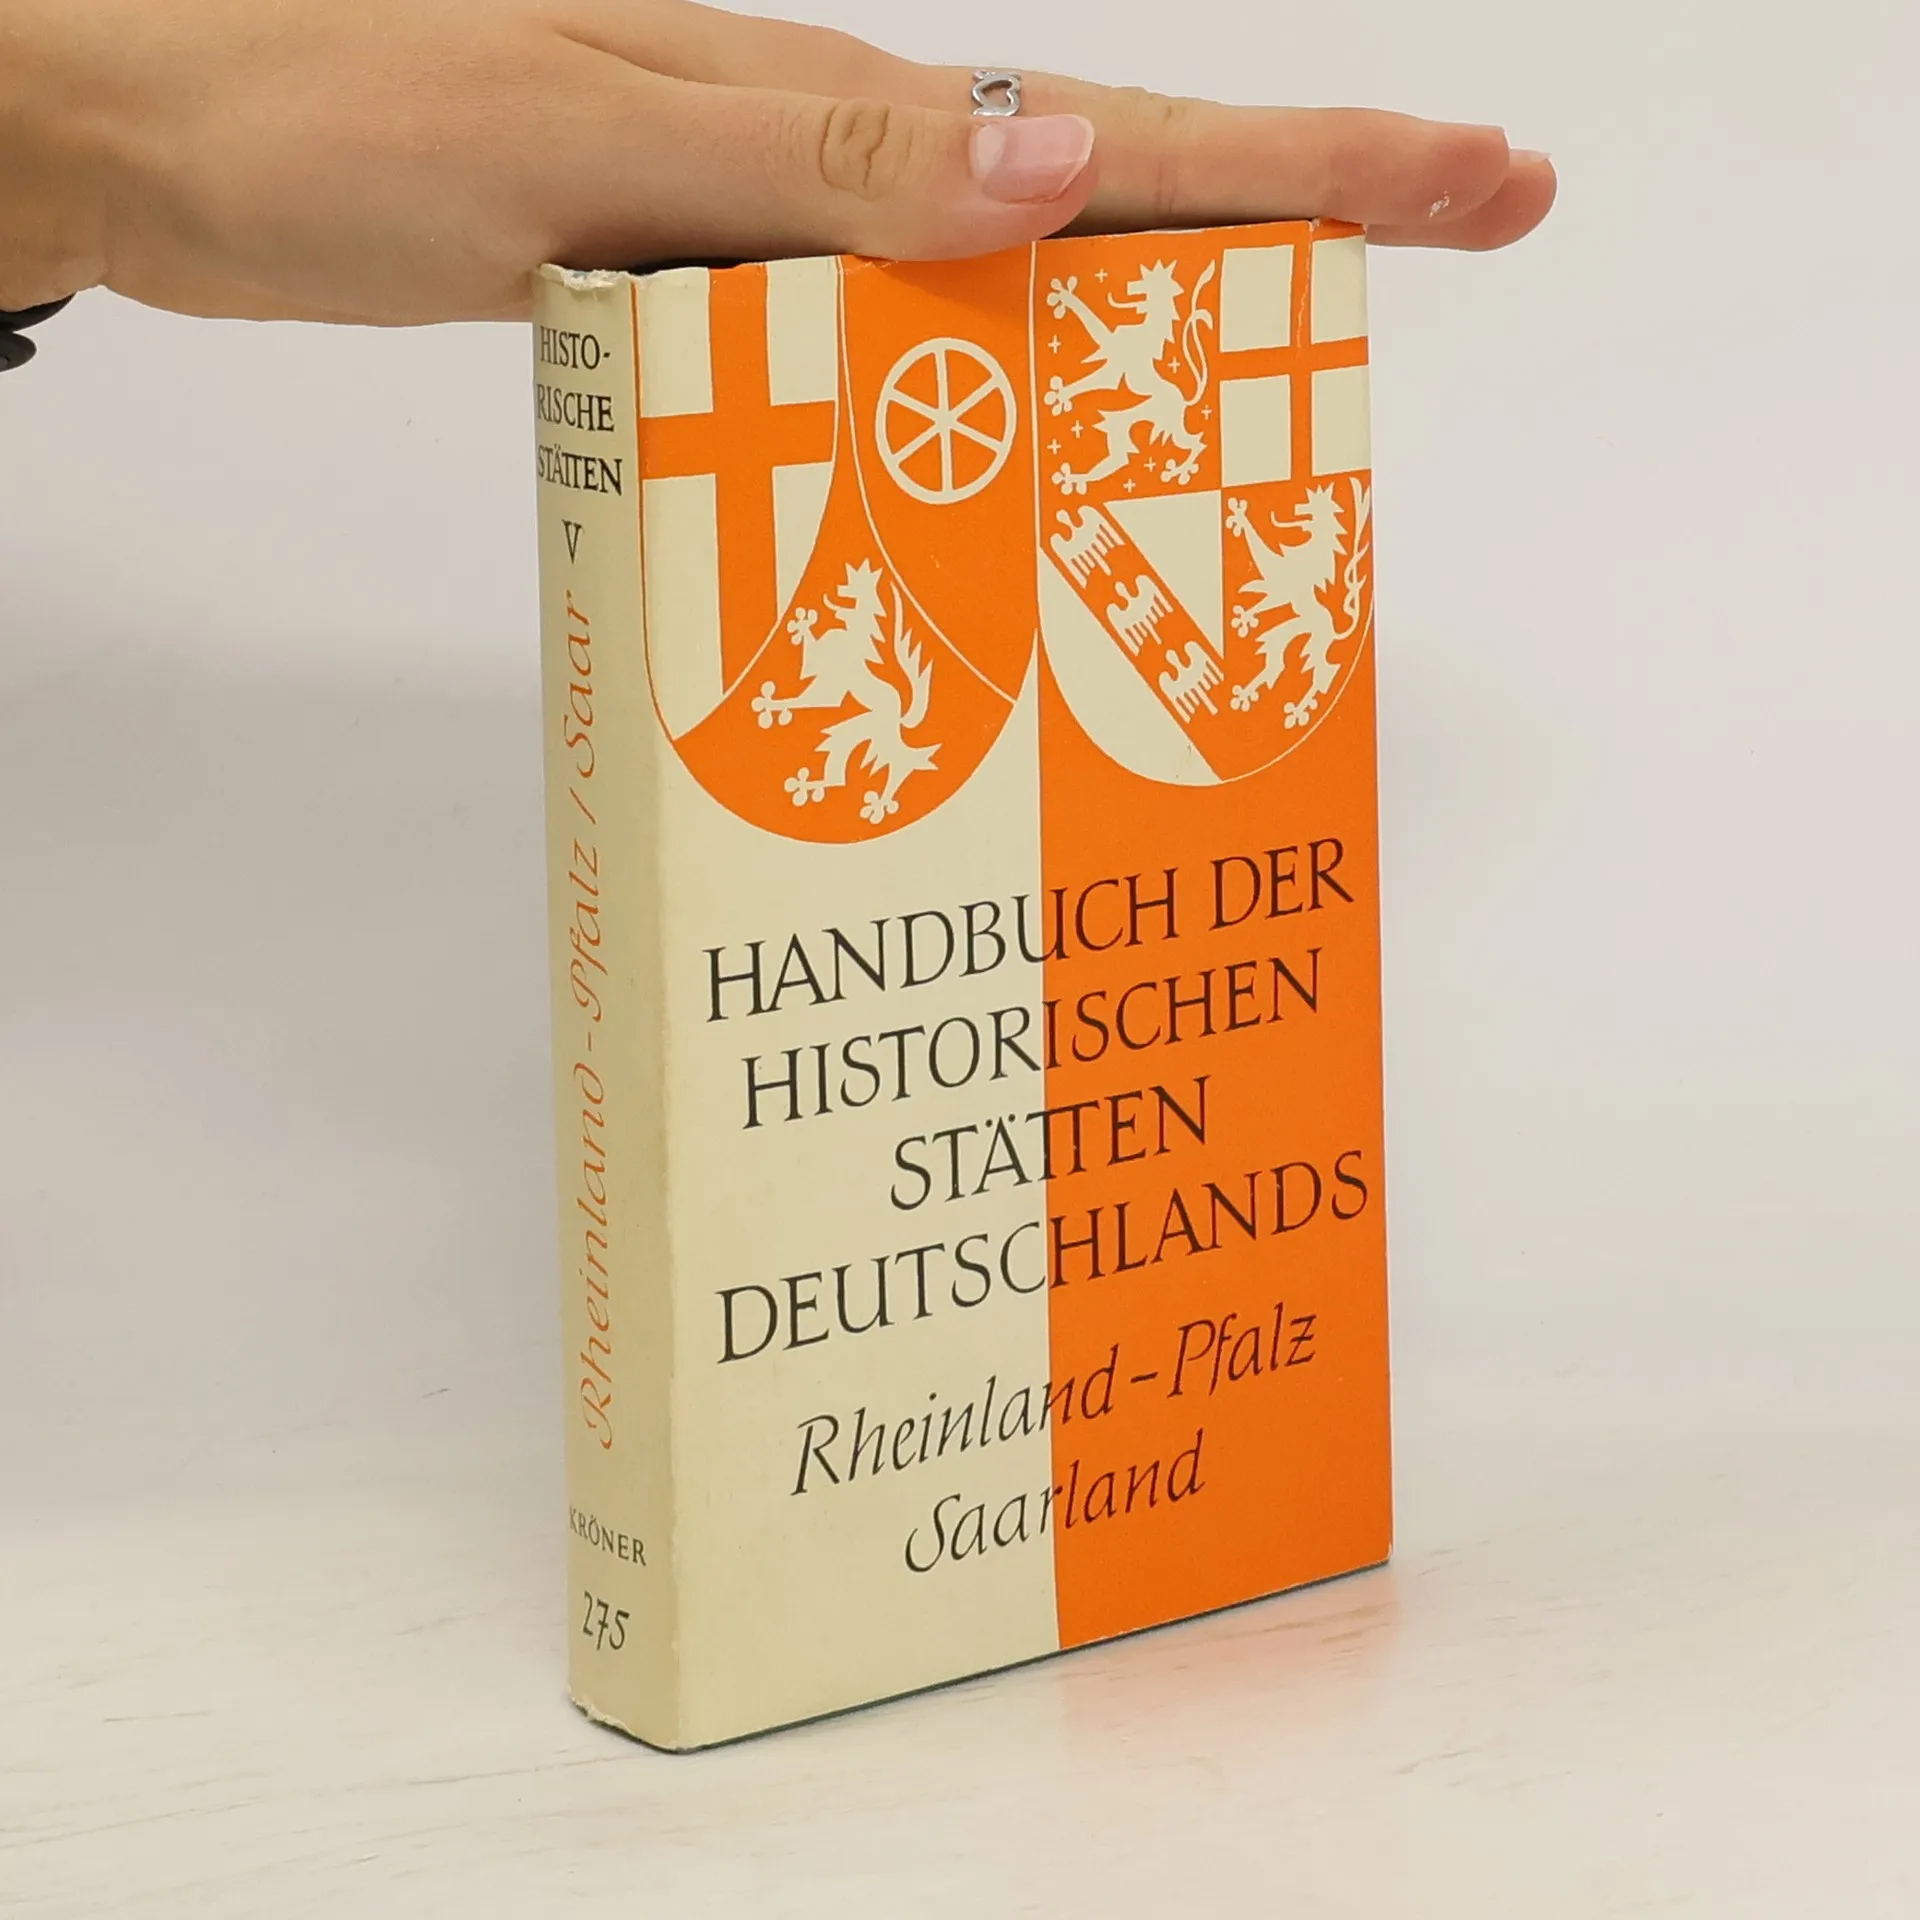 HISTO-
RISCHE
STÄTTEN
V
Rheinland-Pfalz / Saar
KRÖNER
275
HANDBUCH DER
HISTORISCHEN
STÄTTEN
DEUTSCHLANDS
Rheinland-Pfalz
Saarland